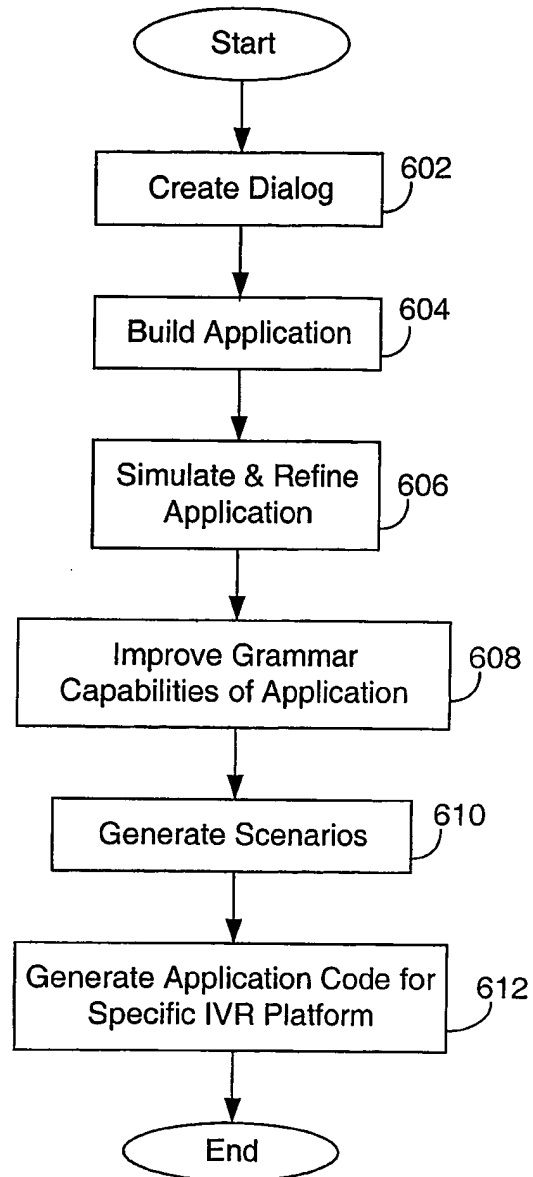 Start
Create Dialog
602
Build Application
604
Simulate & Refine
Application
606
Improve Grammar
Capabilities of Application
608
Generate Scenarios
610
Generate Application Code for
Specific IVR Platform
612
End